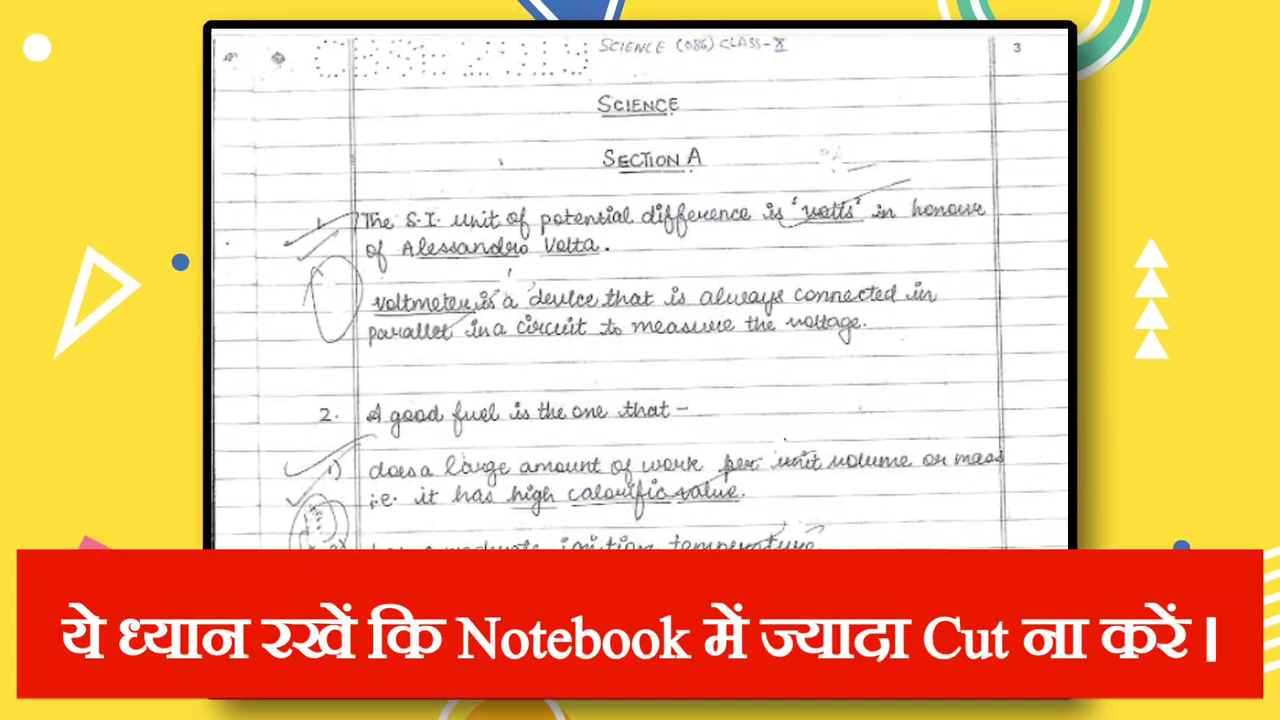 SCIENCE (086) CLASS-X
3
SCIENCE
SECTION A
1. The S.I. unit of potential difference is 'volts' in honour
of Alessandro Volta.
voltmeter is a device that is always connected in
parallel in a circuit to measure the voltage.
2. A good fuel is the one that -
1) does a large amount of work per unit volume or mass
i.e. it has high calorific value.
ignition temperature.
ये ध्यान रखें कि Notebook में ज्यादा Cut ना करें।